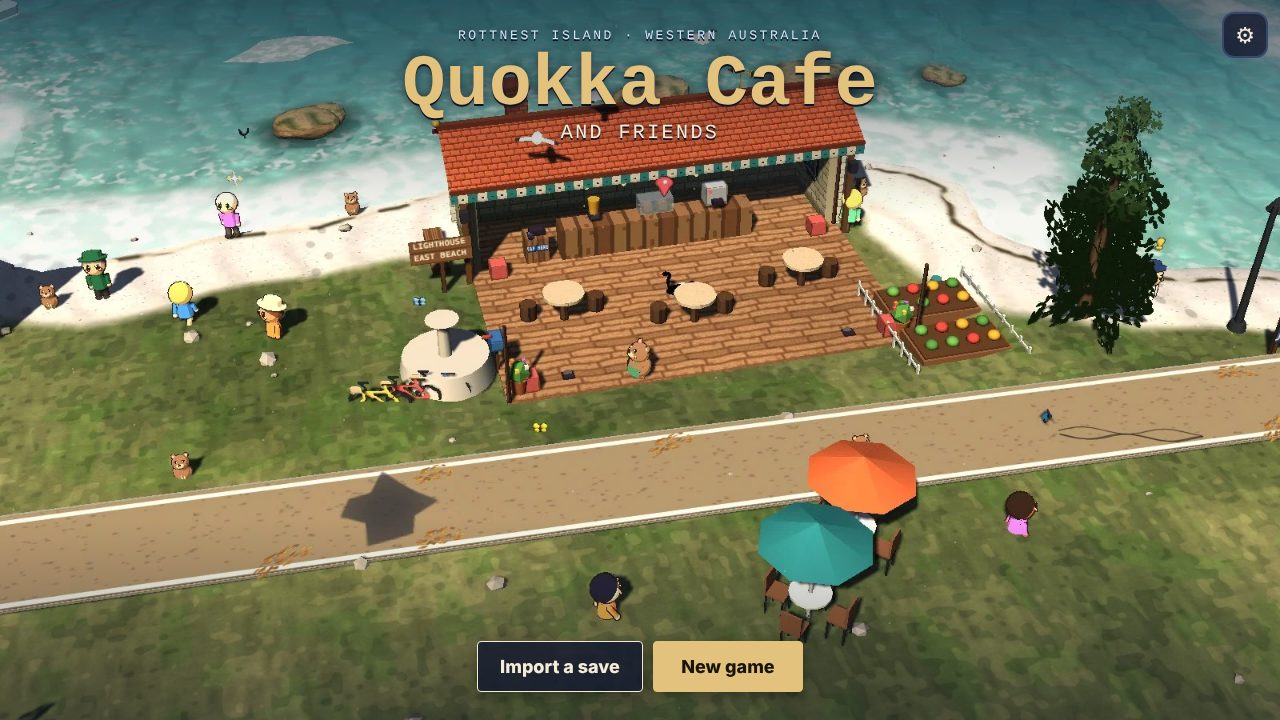 ROTTNEST ISLAND · WESTERN AUSTRALIA
Quokka Cafe
AND FRIENDS
LIGHTHOUSE
EAST BEACH
Import a save
New game